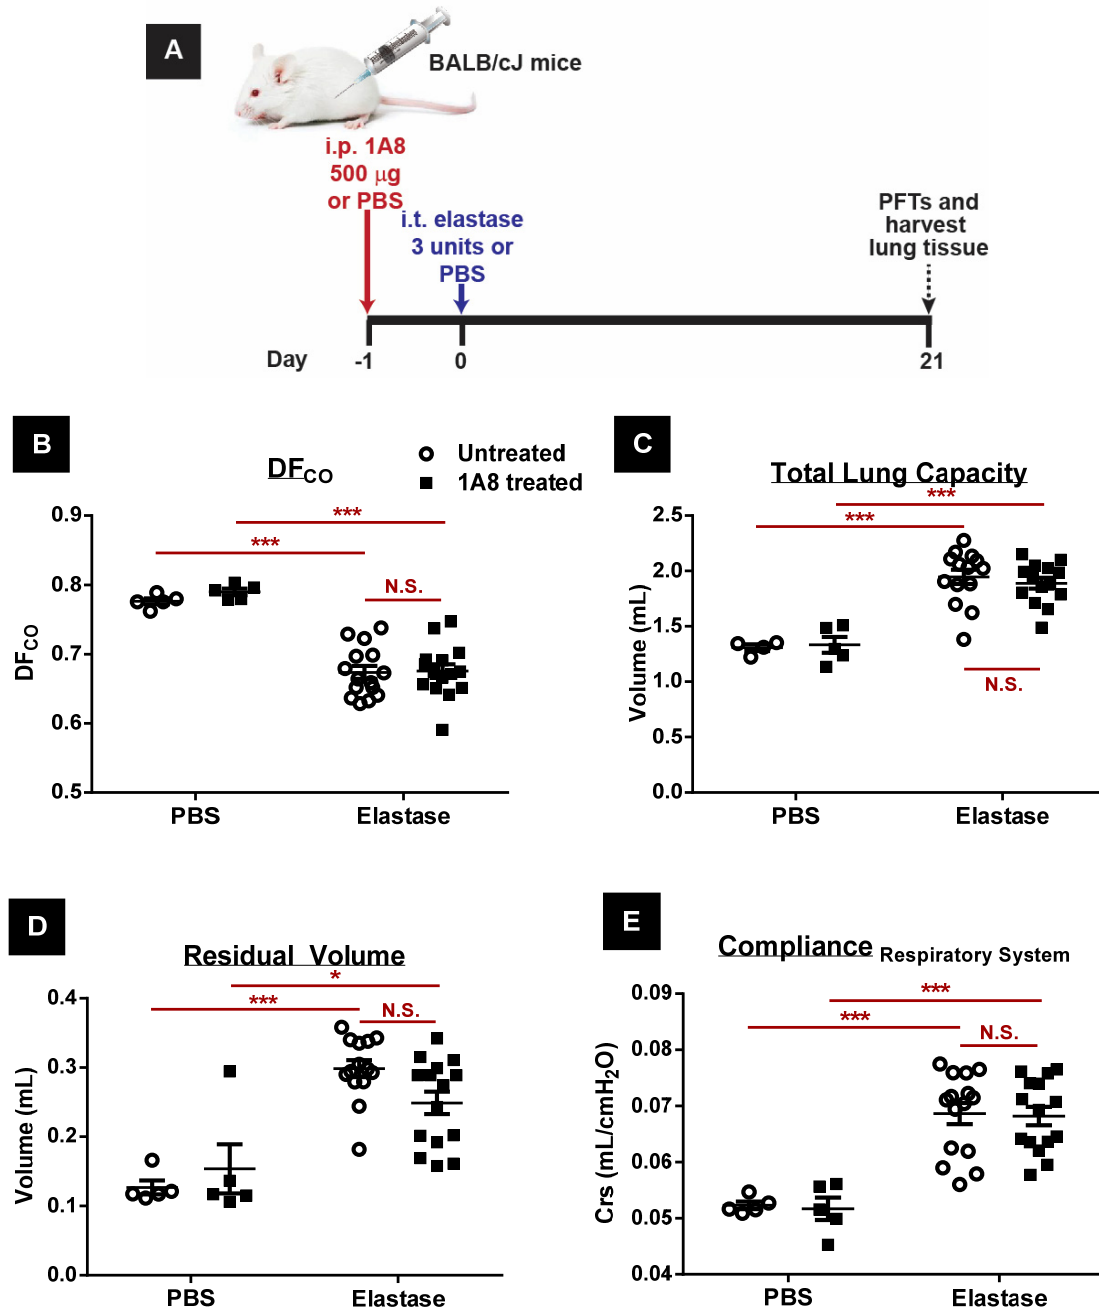 A
BALB/cJ mice
i.p. 1A8
500 μg
or PBS
i.t. elastase
3 units or
PBS
PFTs and
harvest
lung tissue
Day
-1
0
21
B
Untreated
1A8 treated
DFCO
***
***
N.S.
DFCO
0.9
0.8
0.7
0.6
0.5
PBS
Elastase
C
Total Lung Capacity
***
***
N.S.
Volume (mL)
2.5
2.0
1.5
1.0
0.5
0.0
PBS
Elastase
D
Residual Volume
*
***
N.S.
Volume (mL)
0.4
0.3
0.2
0.1
0.0
PBS
Elastase
E
Compliance Respiratory System
***
***
N.S.
Crs (mL/cmH2O)
0.09
0.08
0.07
0.06
0.05
0.04
PBS
Elastase